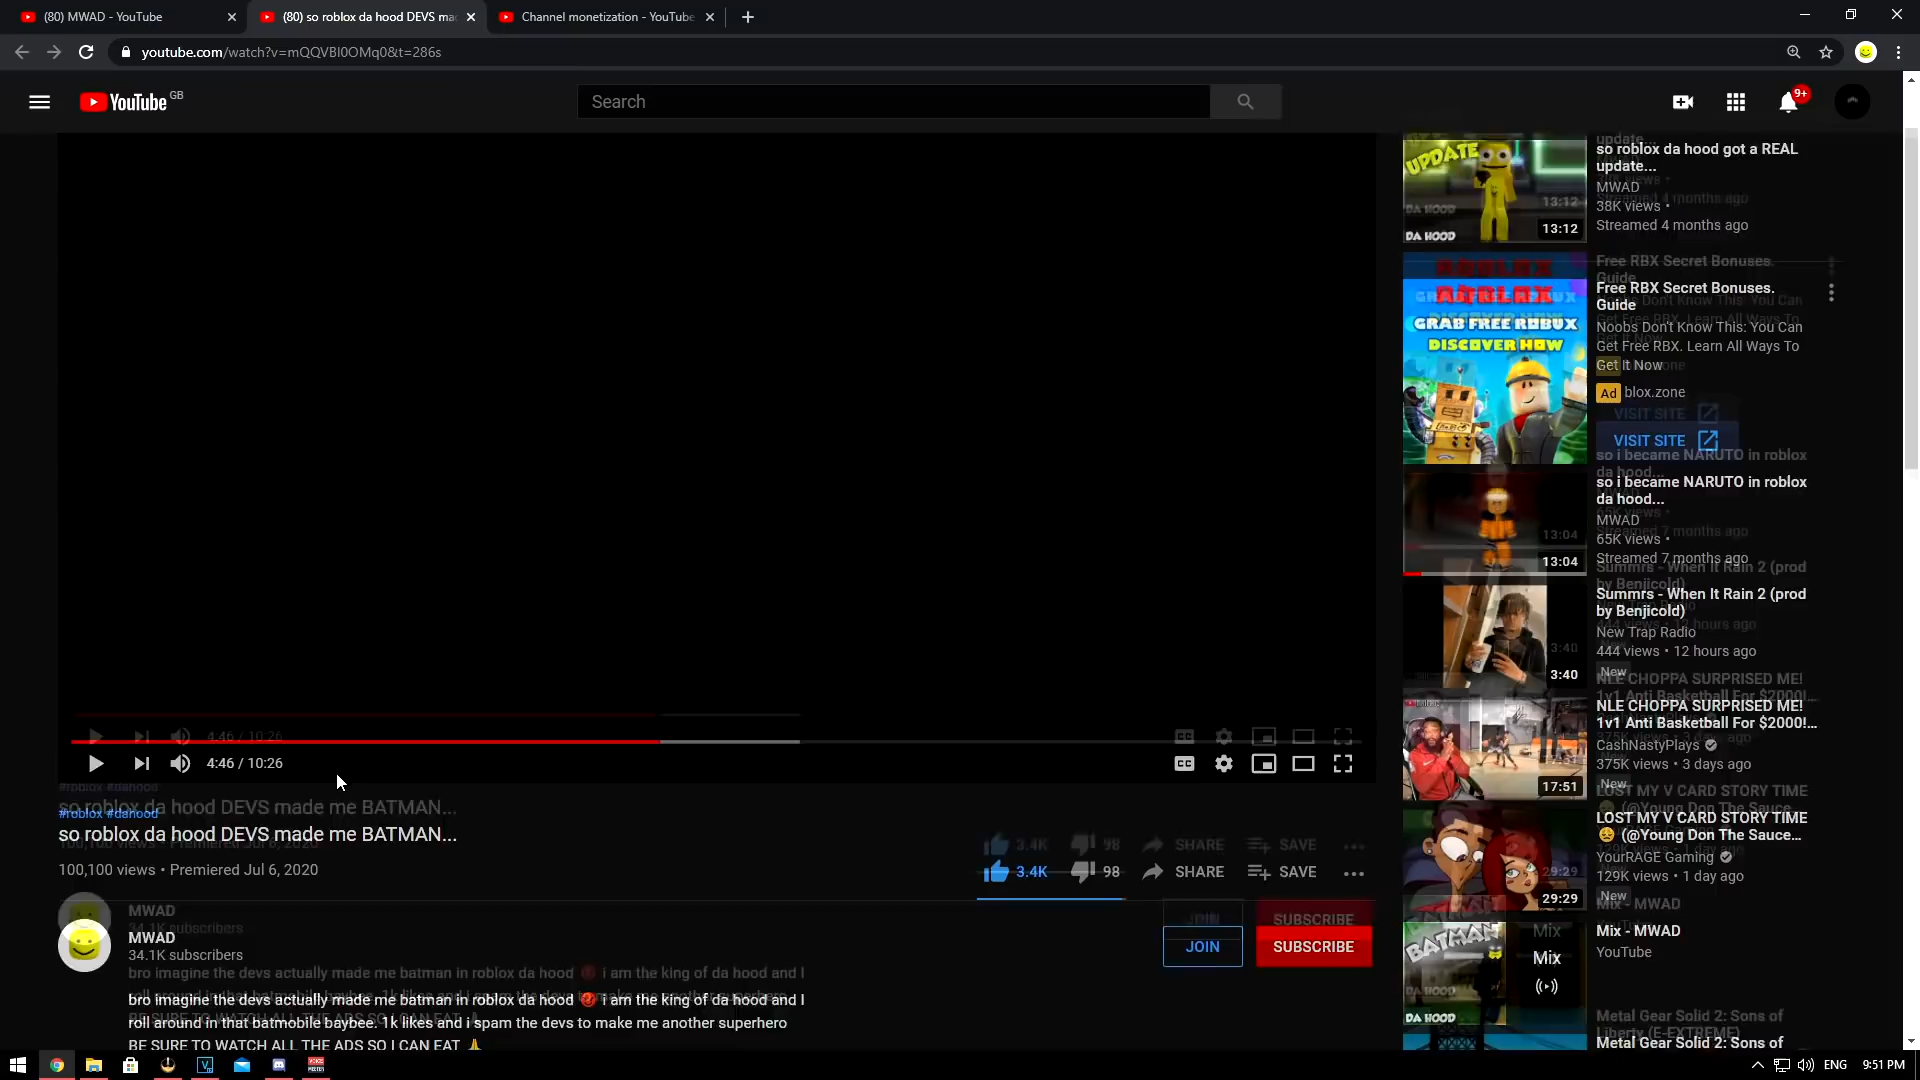 (80) MWAD - YouTube
(80) so roblox da hood DEVS mac
Channel monetization - YouTube
youtube.com/watch?v=mQQVBI0OMq0&t=286s
YouTube GB
Search
9+
4:46 / 10:26
#roblox #dahood
so roblox da hood DEVS made me BATMAN...
100,100 views • Premiered Jul 6, 2020
3.4K
98
SHARE
SAVE
MWAD
34.1K subscribers
JOIN
SUBSCRIBE
bro imagine the devs actually made me batman in roblox da hood 😡 i am the king of da hood and I
roll around in that batmobile baybee. 1k likes and i spam the devs to make me another superhero
BE SURE TO WATCH ALL THE ADS SO I CAN EAT 🙏
UPDATE
DA HOOD
13:12
so roblox da hood got a REAL
update...
MWAD
38K views •
Streamed 4 months ago
ROBLOX
GRAB FREE ROBUX
DISCOVER HOW
Free RBX Secret Bonuses.
Guide
Noobs Don't Know This: You Can
Get Free RBX. Learn All Ways To
Get It Now
Ad blox.zone
VISIT SITE
13:04
so i became NARUTO in roblox
da hood...
MWAD
65K views •
Streamed 7 months ago
3:40
Summrs - When It Rain 2 (prod
by Benjicold)
New Trap Radio
444 views • 12 hours ago
New
17:51
NLE CHOPPA SURPRISED ME!
1v1 Anti Basketball For $2000!...
CashNastyPlays
375K views • 3 days ago
New
29:29
LOST MY V CARD STORY TIME
😔 (@Young Don The Sauce...
YourRAGE Gaming
129K views • 1 day ago
New
BATMAN
DA HOOD
Mix
Mix - MWAD
YouTube
Metal Gear Solid 2: Sons of
ENG
9:51 PM